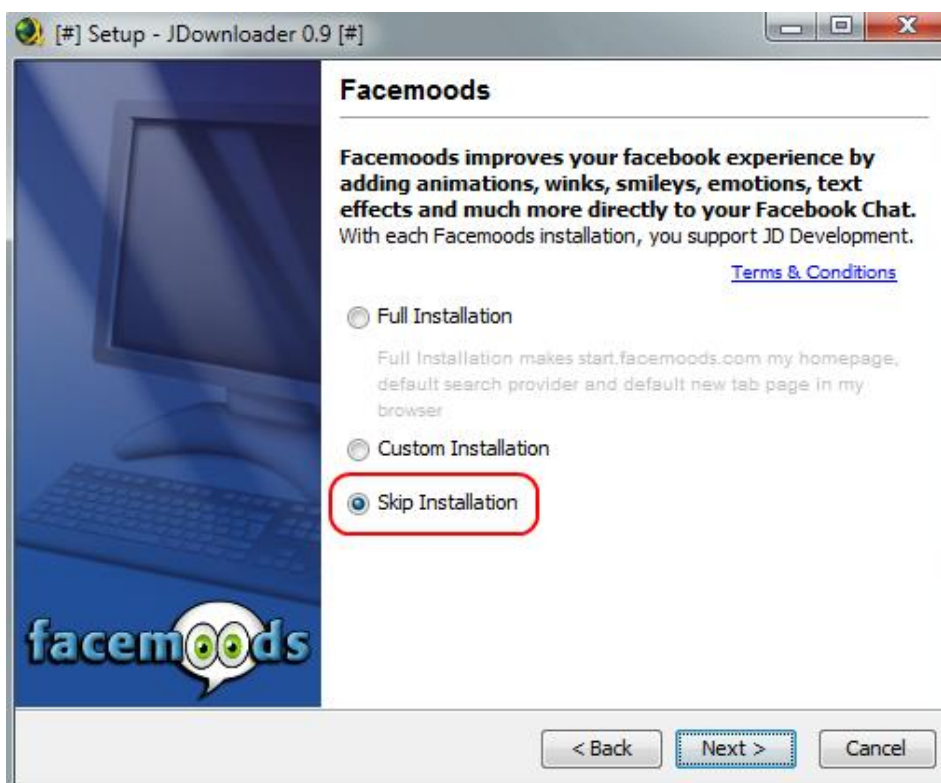 [#] Setup - JDownloader 0.9 [#]
Facemoods
Facemoods improves your facebook experience by
adding animations, winks, smileys, emotions, text
effects and much more directly to your Facebook Chat.
With each Facemoods installation, you support JD Development.
Terms & Conditions
Full Installation
Full Installation makes start.facemoods.com my homepage,
default search provider and default new tab page in my
browser
Custom Installation
Skip Installation
facemoods
< Back
Next >
Cancel